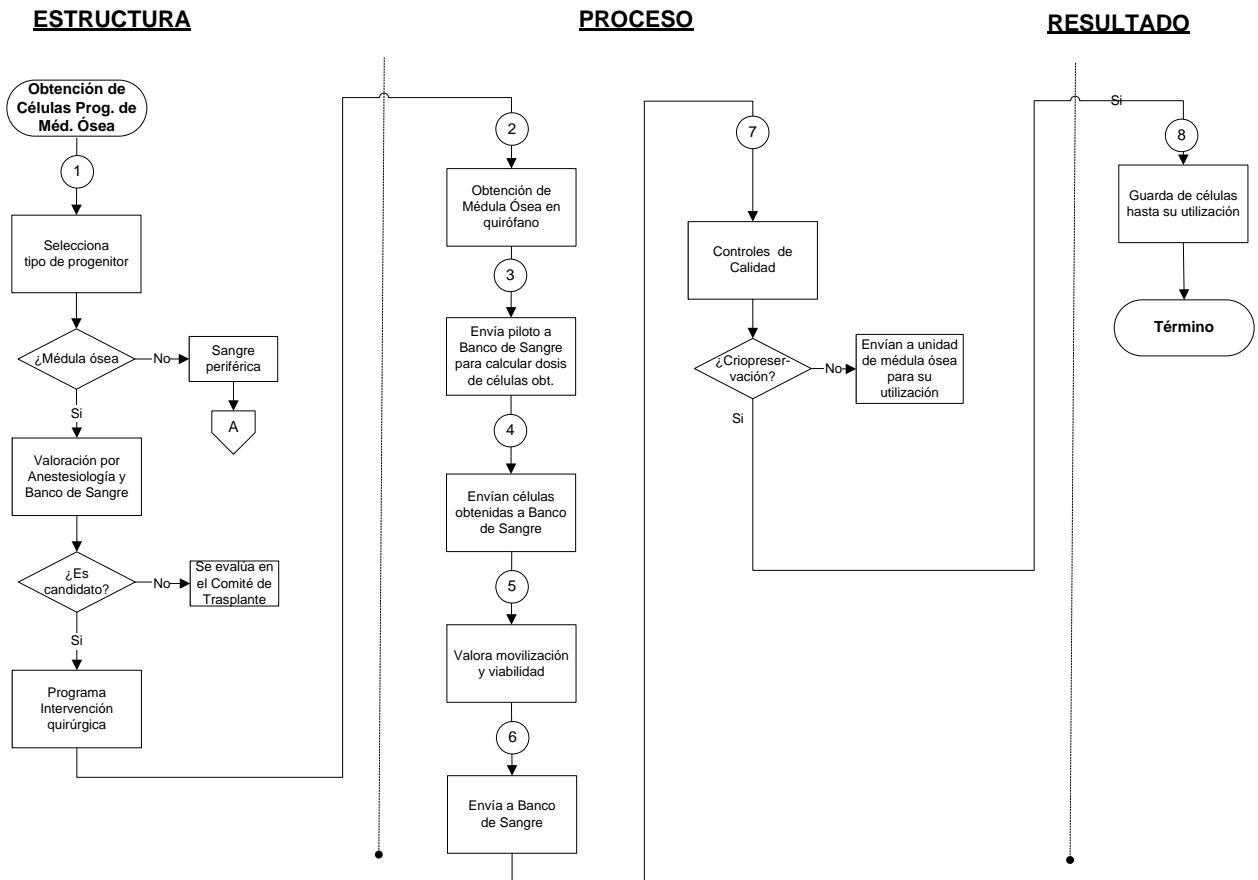 ESTRUCTURA
PROCESO
RESULTADO
Obtención de
Células Prog. de
Méd. Ósea
1
Selecciona
tipo de progenitor
¿Médula ósea
No
Sangre
periférica
A
Si
Valoración por
Anestesiología y
Banco de Sangre
¿Es
candidato?
No
Se evalúa en
el Comité de
Trasplante
Si
Programa
Intervención
quirúrgica
2
Obtención de
Médula Ósea en
quirófano
3
Envía piloto a
Banco de Sangre
para calcular dosis
de células obt.
4
Envían células
obtenidas a Banco
de Sangre
5
Valora movilización
y viabilidad
6
Envía a Banco
de Sangre
7
Controles de
Calidad
¿Criopreser-
vación?
No
Envían a unidad
de médula ósea
para su
utilización
Si
Si
8
Guarda de células
hasta su utilización
Término